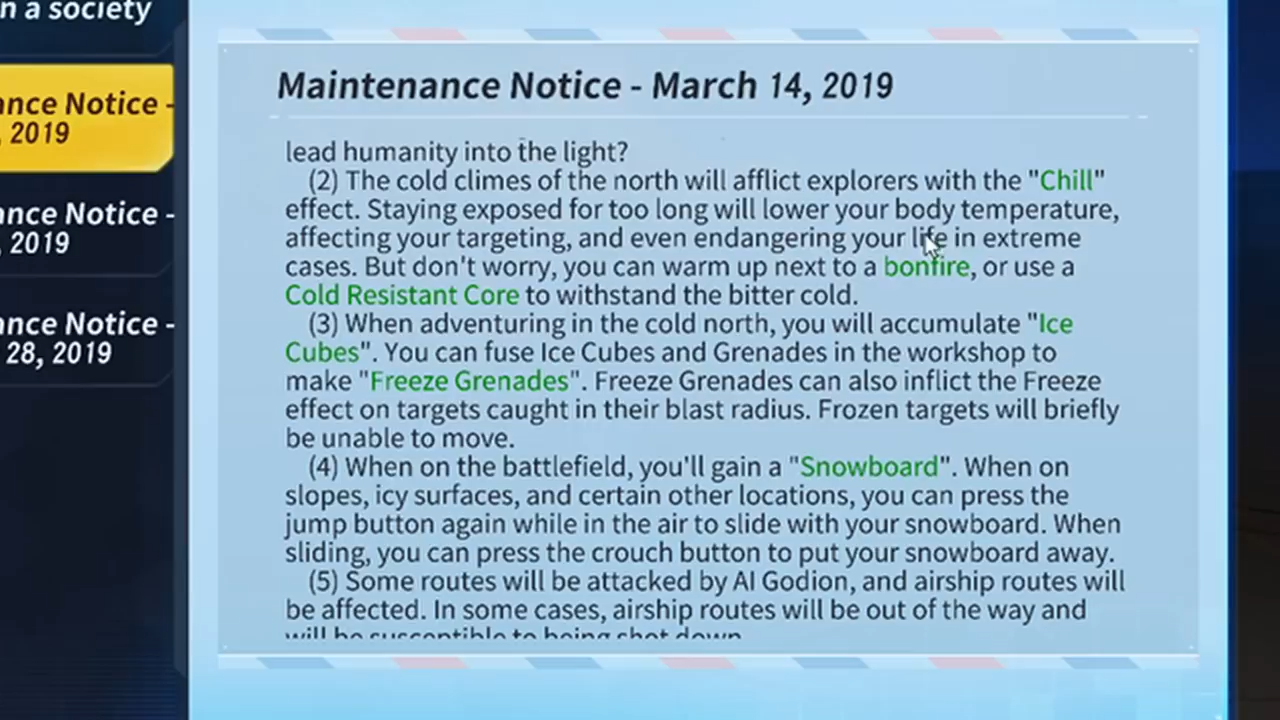 n a society
ance Notice -
, 2019
ance Notice -
, 2019
ance Notice -
28, 2019
Maintenance Notice - March 14, 2019
lead humanity into the light?
(2) The cold climes of the north will afflict explorers with the "Chill"
effect. Staying exposed for too long will lower your body temperature,
affecting your targeting, and even endangering your life in extreme
cases. But don't worry, you can warm up next to a bonfire, or use a
Cold Resistant Core to withstand the bitter cold.
(3) When adventuring in the cold north, you will accumulate "Ice
Cubes". You can fuse Ice Cubes and Grenades in the workshop to
make "Freeze Grenades". Freeze Grenades can also inflict the Freeze
effect on targets caught in their blast radius. Frozen targets will briefly
be unable to move.
(4) When on the battlefield, you'll gain a "Snowboard". When on
slopes, icy surfaces, and certain other locations, you can press the
jump button again while in the air to slide with your snowboard. When
sliding, you can press the crouch button to put your snowboard away.
(5) Some routes will be attacked by AI Godion, and airship routes will
be affected. In some cases, airship routes will be out of the way and
will be susceptible to being shot down